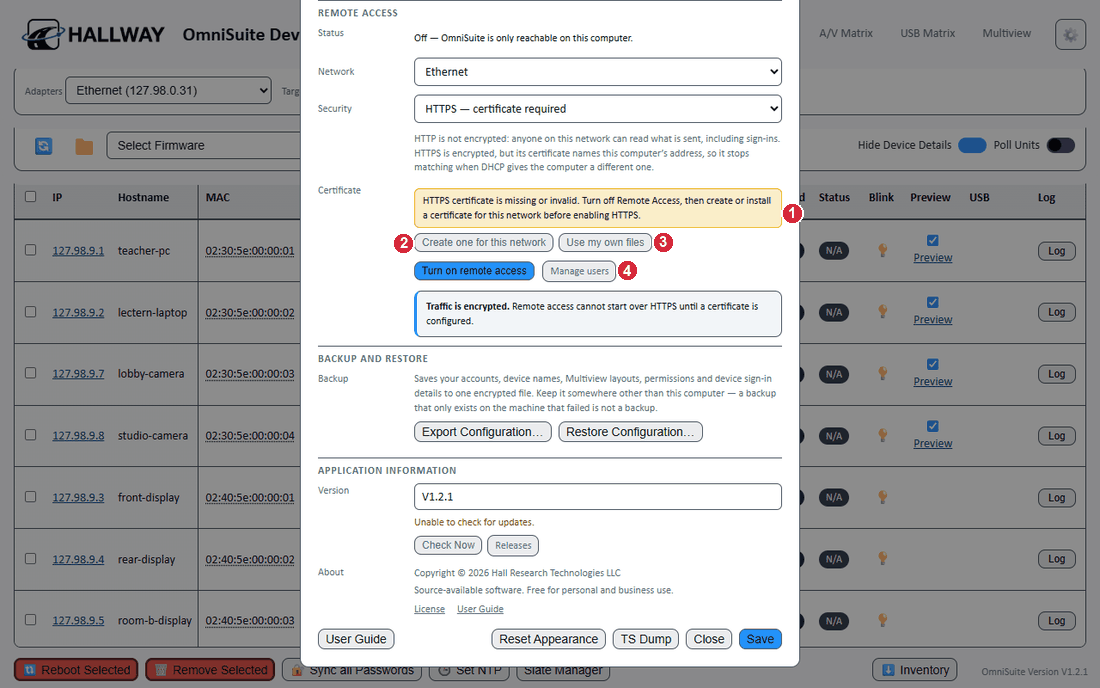 HALLWAY
OmniSuite Dev
A/V Matrix
USB Matrix
Multiview
Adapters
Ethernet (127.98.0.31)
Targ
Select Firmware
Hide Device Details
Poll Units
IP
Hostname
MAC
Status
Blink
Preview
USB
Log
127.98.9.1
teacher-pc
02:30:5e:00:00:01
N/A
Preview
Log
127.98.9.2
lectern-laptop
02:30:5e:00:00:02
N/A
Preview
Log
127.98.9.7
lobby-camera
02:30:5e:00:00:03
N/A
Preview
Log
127.98.9.8
studio-camera
02:30:5e:00:00:04
N/A
Preview
Log
127.98.9.3
front-display
02:40:5e:00:00:01
N/A
Log
127.98.9.4
rear-display
02:40:5e:00:00:02
N/A
Log
127.98.9.5
room-b-display
02:40:5e:00:00:03
N/A
Log
Reboot Selected
Remove Selected
Sync all Passwords
Set NTP
Slate Manager
Inventory
OmniSuite Version V1.2.1
REMOTE ACCESS
Status
Off — OmniSuite is only reachable on this computer.
Network
Ethernet
Security
HTTPS — certificate required
HTTP is not encrypted: anyone on this network can read what is sent, including sign-ins.
HTTPS is encrypted, but its certificate names this computer's address, so it stops
matching when DHCP gives the computer a different one.
Certificate
HTTPS certificate is missing or invalid. Turn off Remote Access, then create or install
a certificate for this network before enabling HTTPS.
1
2
Create one for this network
Use my own files
3
Turn on remote access
Manage users
4
Traffic is encrypted. Remote access cannot start over HTTPS until a certificate is
configured.
BACKUP AND RESTORE
Backup
Saves your accounts, device names, Multiview layouts, permissions and device sign-in
details to one encrypted file. Keep it somewhere other than this computer — a backup
that only exists on the machine that failed is not a backup.
Export Configuration…
Restore Configuration…
APPLICATION INFORMATION
Version
V1.2.1
Unable to check for updates.
Check Now
Releases
About
Copyright © 2026 Hall Research Technologies LLC
Source-available software. Free for personal and business use.
License
User Guide
User Guide
Reset Appearance
TS Dump
Close
Save